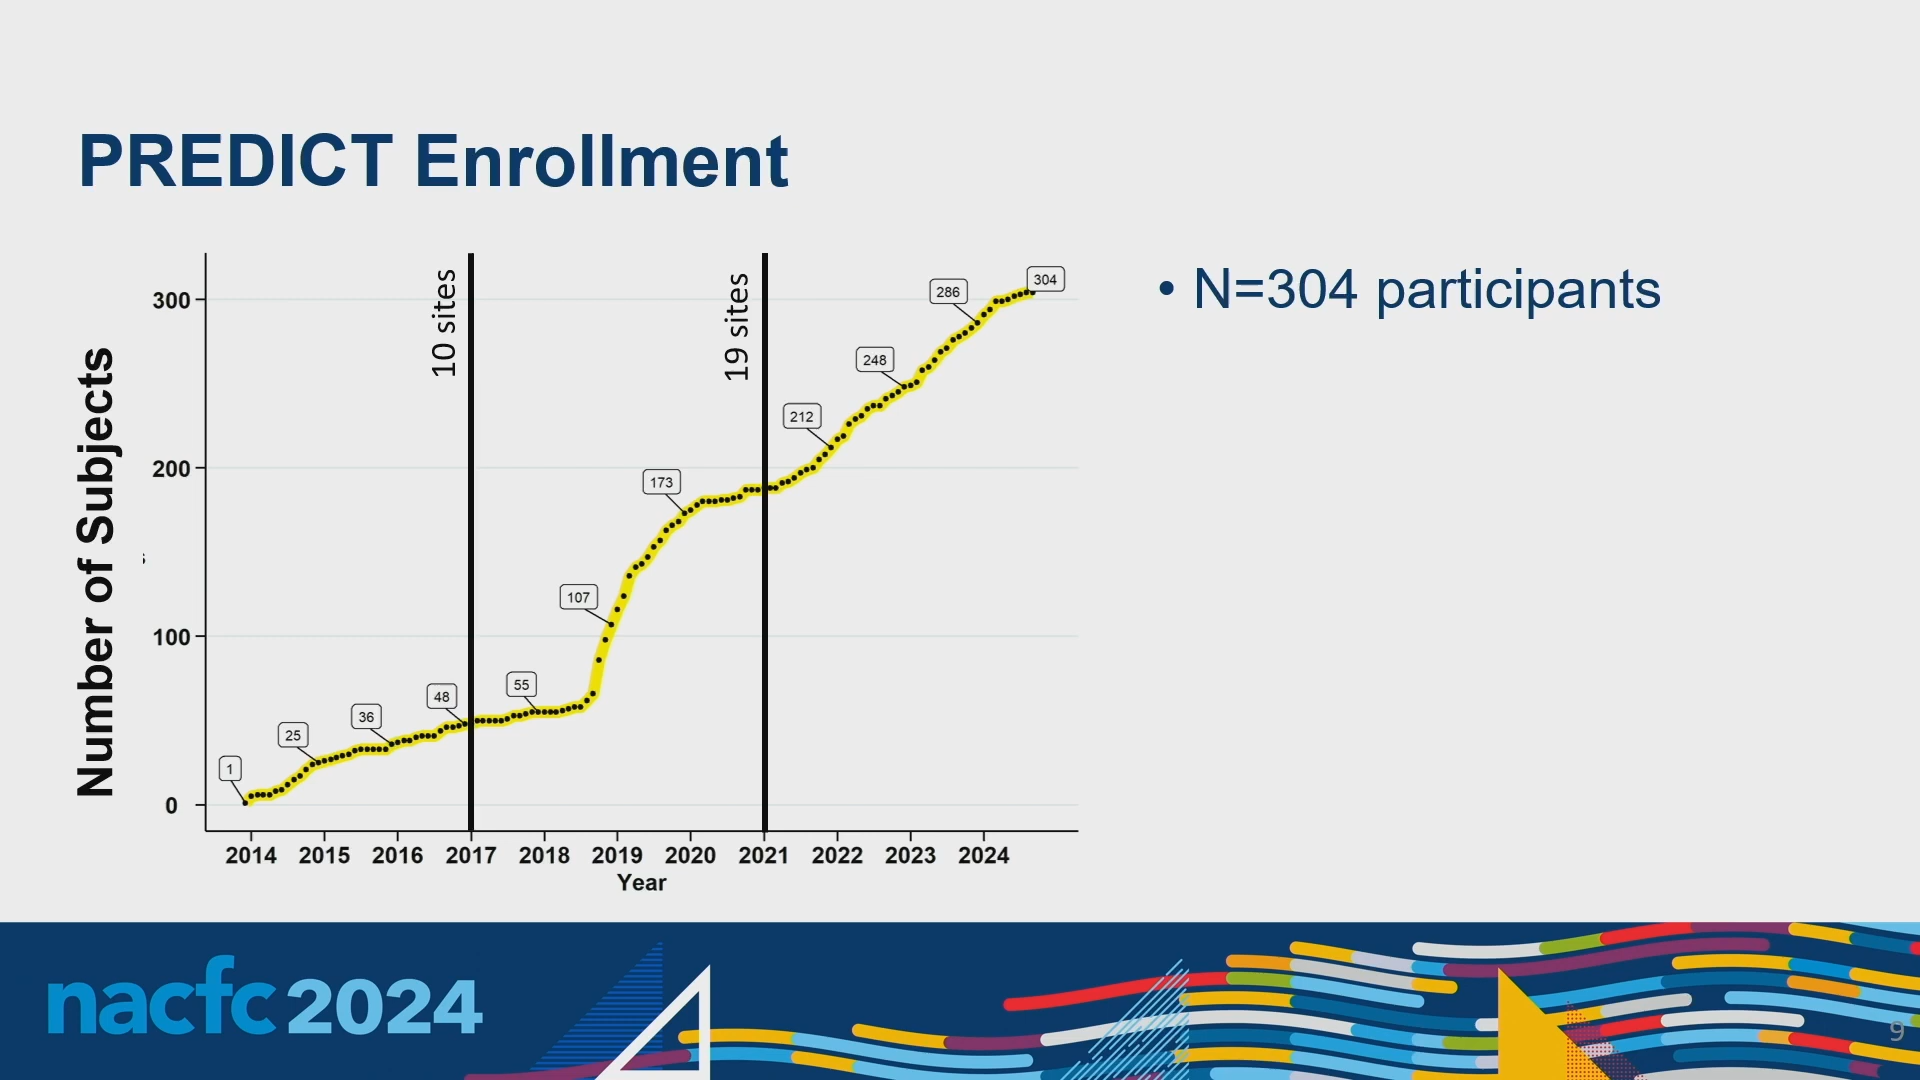 PREDICT Enrollment
Number of Subjects
300
200
100
0
10 sites
19 sites
1
25
36
48
55
107
173
212
248
286
304
2014 2015 2016 2017 2018 2019 2020 2021 2022 2023 2024
Year
• N=304 participants
nacfc 2024
9